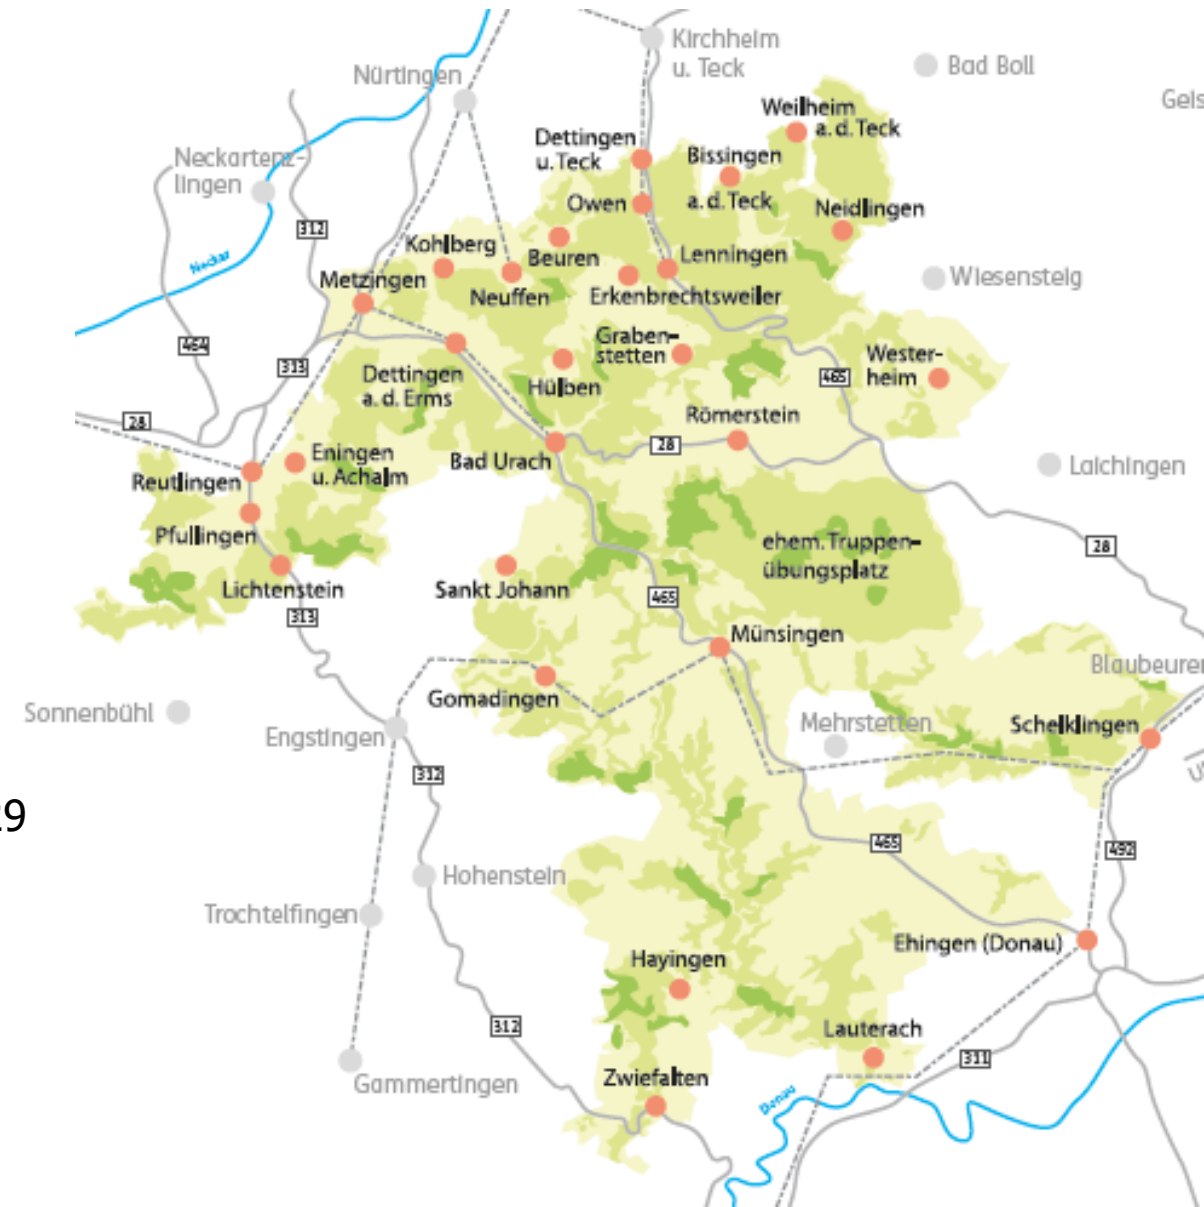 Kirchheim
u. Teck
Bad Boll
Nürtingen
Weilheim
a. d. Teck
Dettingen
u. Teck
Bissingen
a. d. Teck
Neckartenz-
lingen
Owen
Neidlingen
312
Neckar
Kohlberg
Beuren
Lenningen
Metzingen
Neuffen
Erkenbrechtsweiler
Wiesensteig
464
313
Graben-
stetten
Wester-
heim
465
Dettingen
a. d. Erms
Hülben
28
Römerstein
28
Bad Urach
Eningen
u. Achalm
Laichingen
Reutlingen
Pfullingen
ehem. Truppen-
übungsplatz
28
Lichtenstein
Sankt Johann
465
313
Münsingen
Gomadingen
Sonnenbühl
Engstingen
Mehrstetten
Schelklingen
312
29
465
492
Hohenstein
Trochtelfingen
Ehingen (Donau)
Hayingen
312
Lauterach
311
Gammertingen
Zwiefalten
Donau